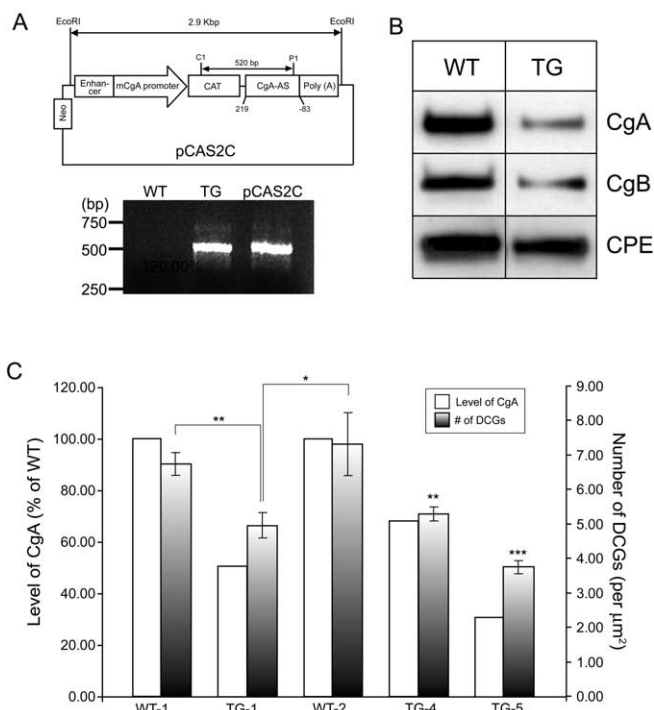 A
EcoRI
2.9 Kbp
EcoRI
C1
520 bp
P1
Enhan-
cer
mCgA promoter
CAT
CgA-AS
Poly (A)
Neo
219
-83
pCAS2C
WT TG pCAS2C
(bp)
750
500
250
120.00%
B
WT TG
CgA
CgB
CPE
C
120.00
100.00
80.00
60.00
40.00
20.00
0.00
Level of CgA (% of WT)
**
*
**
***
Level of CgA
# of DCGs
9.00
8.00
7.00
6.00
5.00
4.00
3.00
2.00
1.00
0.00
Number of DCGs (per µm²)
WT-1 TG-1 WT-2 TG-4 TG-5